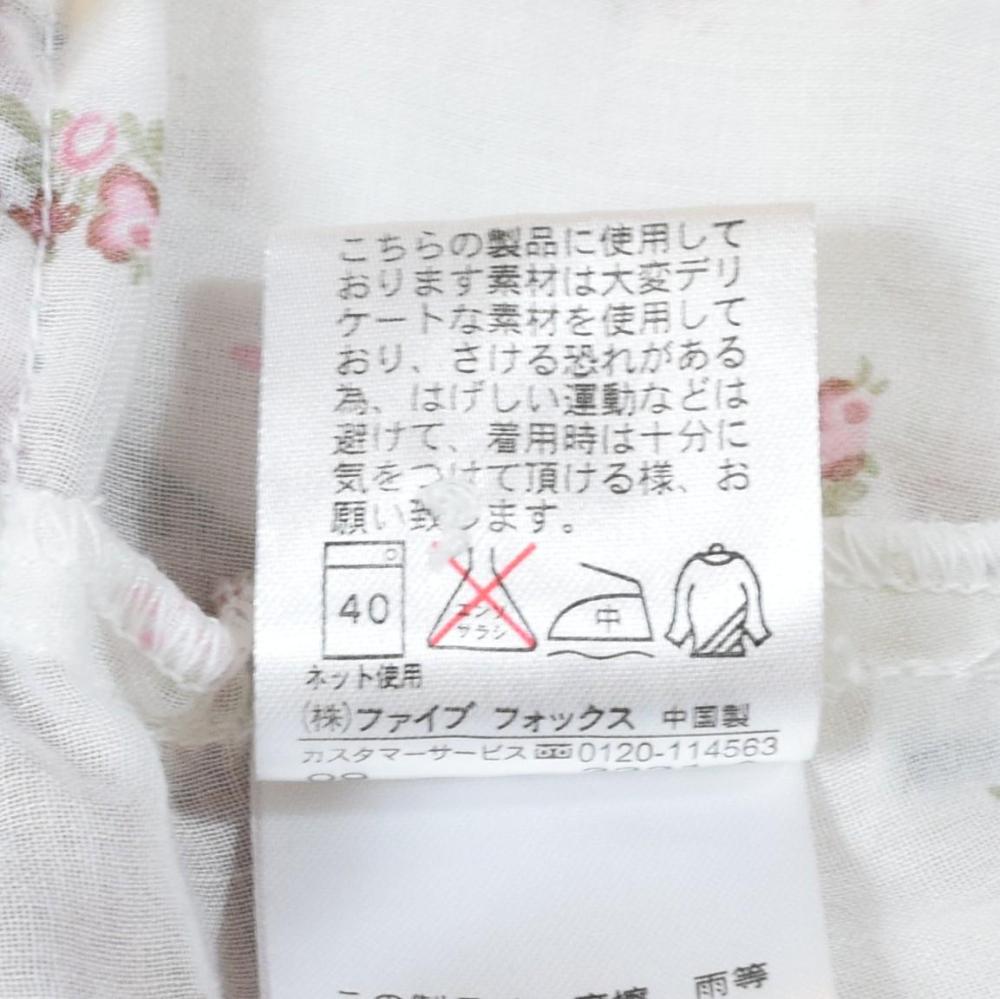 こちらの製品に使用して
おります素材は大変デリ
ケートな素材を使用して
おり、さける恐れがある
為、はげしい運動などは
避けて、着用時は十分に
気をつけて頂ける様、お
願い致します。
40 エンソサラシ 中
ネット使用
(株)ファイブ フォックス 中国製
カスタマーサービス 0120-114563
雨等